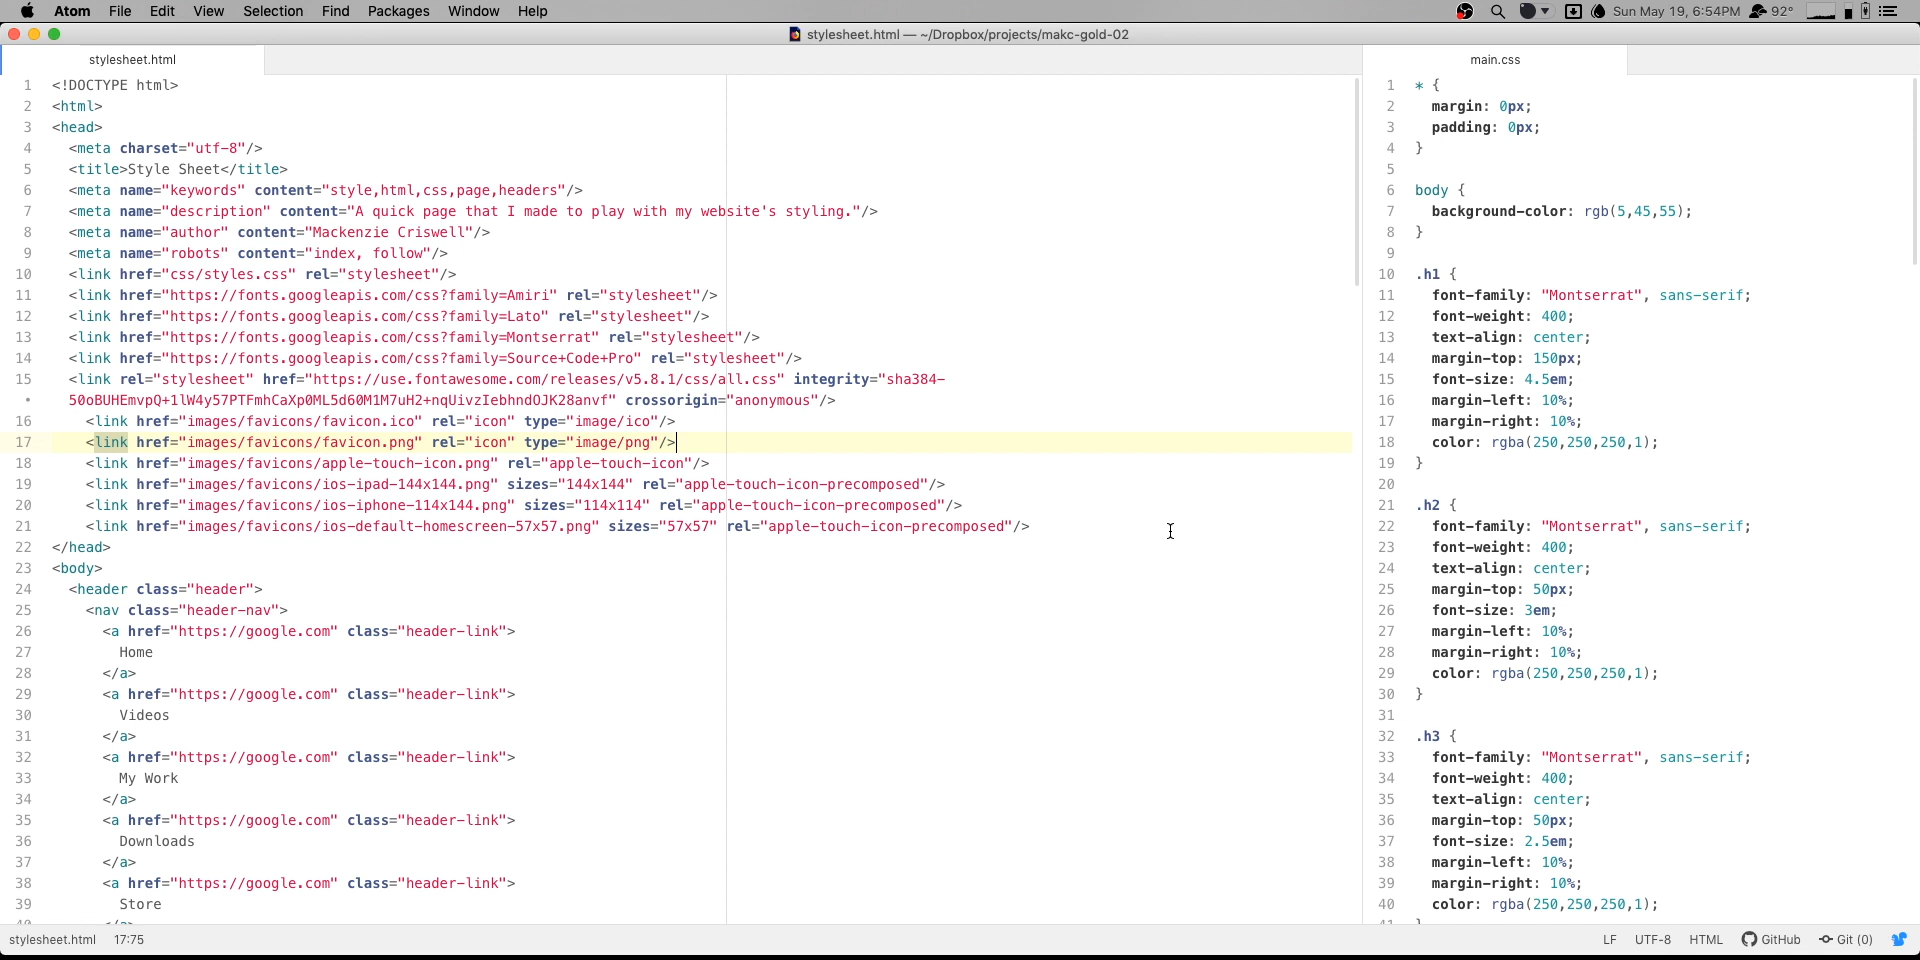 Atom File Edit View Selection Find Packages Window Help Sun May 19, 6:54PM 92°
stylesheet.html — ~/Dropbox/projects/makc-gold-02
stylesheet.html
1 <!DOCTYPE html>
2 <html>
3 <head>
4 <meta charset="utf-8"/>
5 <title>Style Sheet</title>
6 <meta name="keywords" content="style,html,css,page,headers"/>
7 <meta name="description" content="A quick page that I made to play with my website's styling."/>
8 <meta name="author" content="Mackenzie Criswell"/>
9 <meta name="robots" content="index, follow"/>
10 <link href="css/styles.css" rel="stylesheet"/>
11 <link href="https://fonts.googleapis.com/css?family=Amiri" rel="stylesheet"/>
12 <link href="https://fonts.googleapis.com/css?family=Lato" rel="stylesheet"/>
13 <link href="https://fonts.googleapis.com/css?family=Montserrat" rel="stylesheet"/>
14 <link href="https://fonts.googleapis.com/css?family=Source+Code+Pro" rel="stylesheet"/>
15 <link rel="stylesheet" href="https://use.fontawesome.com/releases/v5.8.1/css/all.css" integrity="sha384-
• 50oBUHEmvpQ+1lW4y57PTFmhCaXp0ML5d60M1M7uH2+nqUivzIebhndOJK28anvf" crossorigin="anonymous"/>
16 <link href="images/favicons/favicon.ico" rel="icon" type="image/ico"/>
17 <link href="images/favicons/favicon.png" rel="icon" type="image/png"/>
18 <link href="images/favicons/apple-touch-icon.png" rel="apple-touch-icon"/>
19 <link href="images/favicons/ios-ipad-144x144.png" sizes="144x144" rel="apple-touch-icon-precomposed"/>
20 <link href="images/favicons/ios-iphone-114x144.png" sizes="114x114" rel="apple-touch-icon-precomposed"/>
21 <link href="images/favicons/ios-default-homescreen-57x57.png" sizes="57x57" rel="apple-touch-icon-precomposed"/>
22 </head>
23 <body>
24 <header class="header">
25 <nav class="header-nav">
26 <a href="https://google.com" class="header-link">
27 Home
28 </a>
29 <a href="https://google.com" class="header-link">
30 Videos
31 </a>
32 <a href="https://google.com" class="header-link">
33 My Work
34 </a>
35 <a href="https://google.com" class="header-link">
36 Downloads
37 </a>
38 <a href="https://google.com" class="header-link">
39 Store
main.css
1 * {
2 margin: 0px;
3 padding: 0px;
4 }
5
6 body {
7 background-color: rgb(5,45,55);
8 }
9
10 .h1 {
11 font-family: "Montserrat", sans-serif;
12 font-weight: 400;
13 text-align: center;
14 margin-top: 150px;
15 font-size: 4.5em;
16 margin-left: 10%;
17 margin-right: 10%;
18 color: rgba(250,250,250,1);
19 }
20
21 .h2 {
22 font-family: "Montserrat", sans-serif;
23 font-weight: 400;
24 text-align: center;
25 margin-top: 50px;
26 font-size: 3em;
27 margin-left: 10%;
28 margin-right: 10%;
29 color: rgba(250,250,250,1);
30 }
31
32 .h3 {
33 font-family: "Montserrat", sans-serif;
34 font-weight: 400;
35 text-align: center;
36 margin-top: 50px;
37 font-size: 2.5em;
38 margin-left: 10%;
39 margin-right: 10%;
40 color: rgba(250,250,250,1);
stylesheet.html 17:75 LF UTF-8 HTML GitHub Git (0)